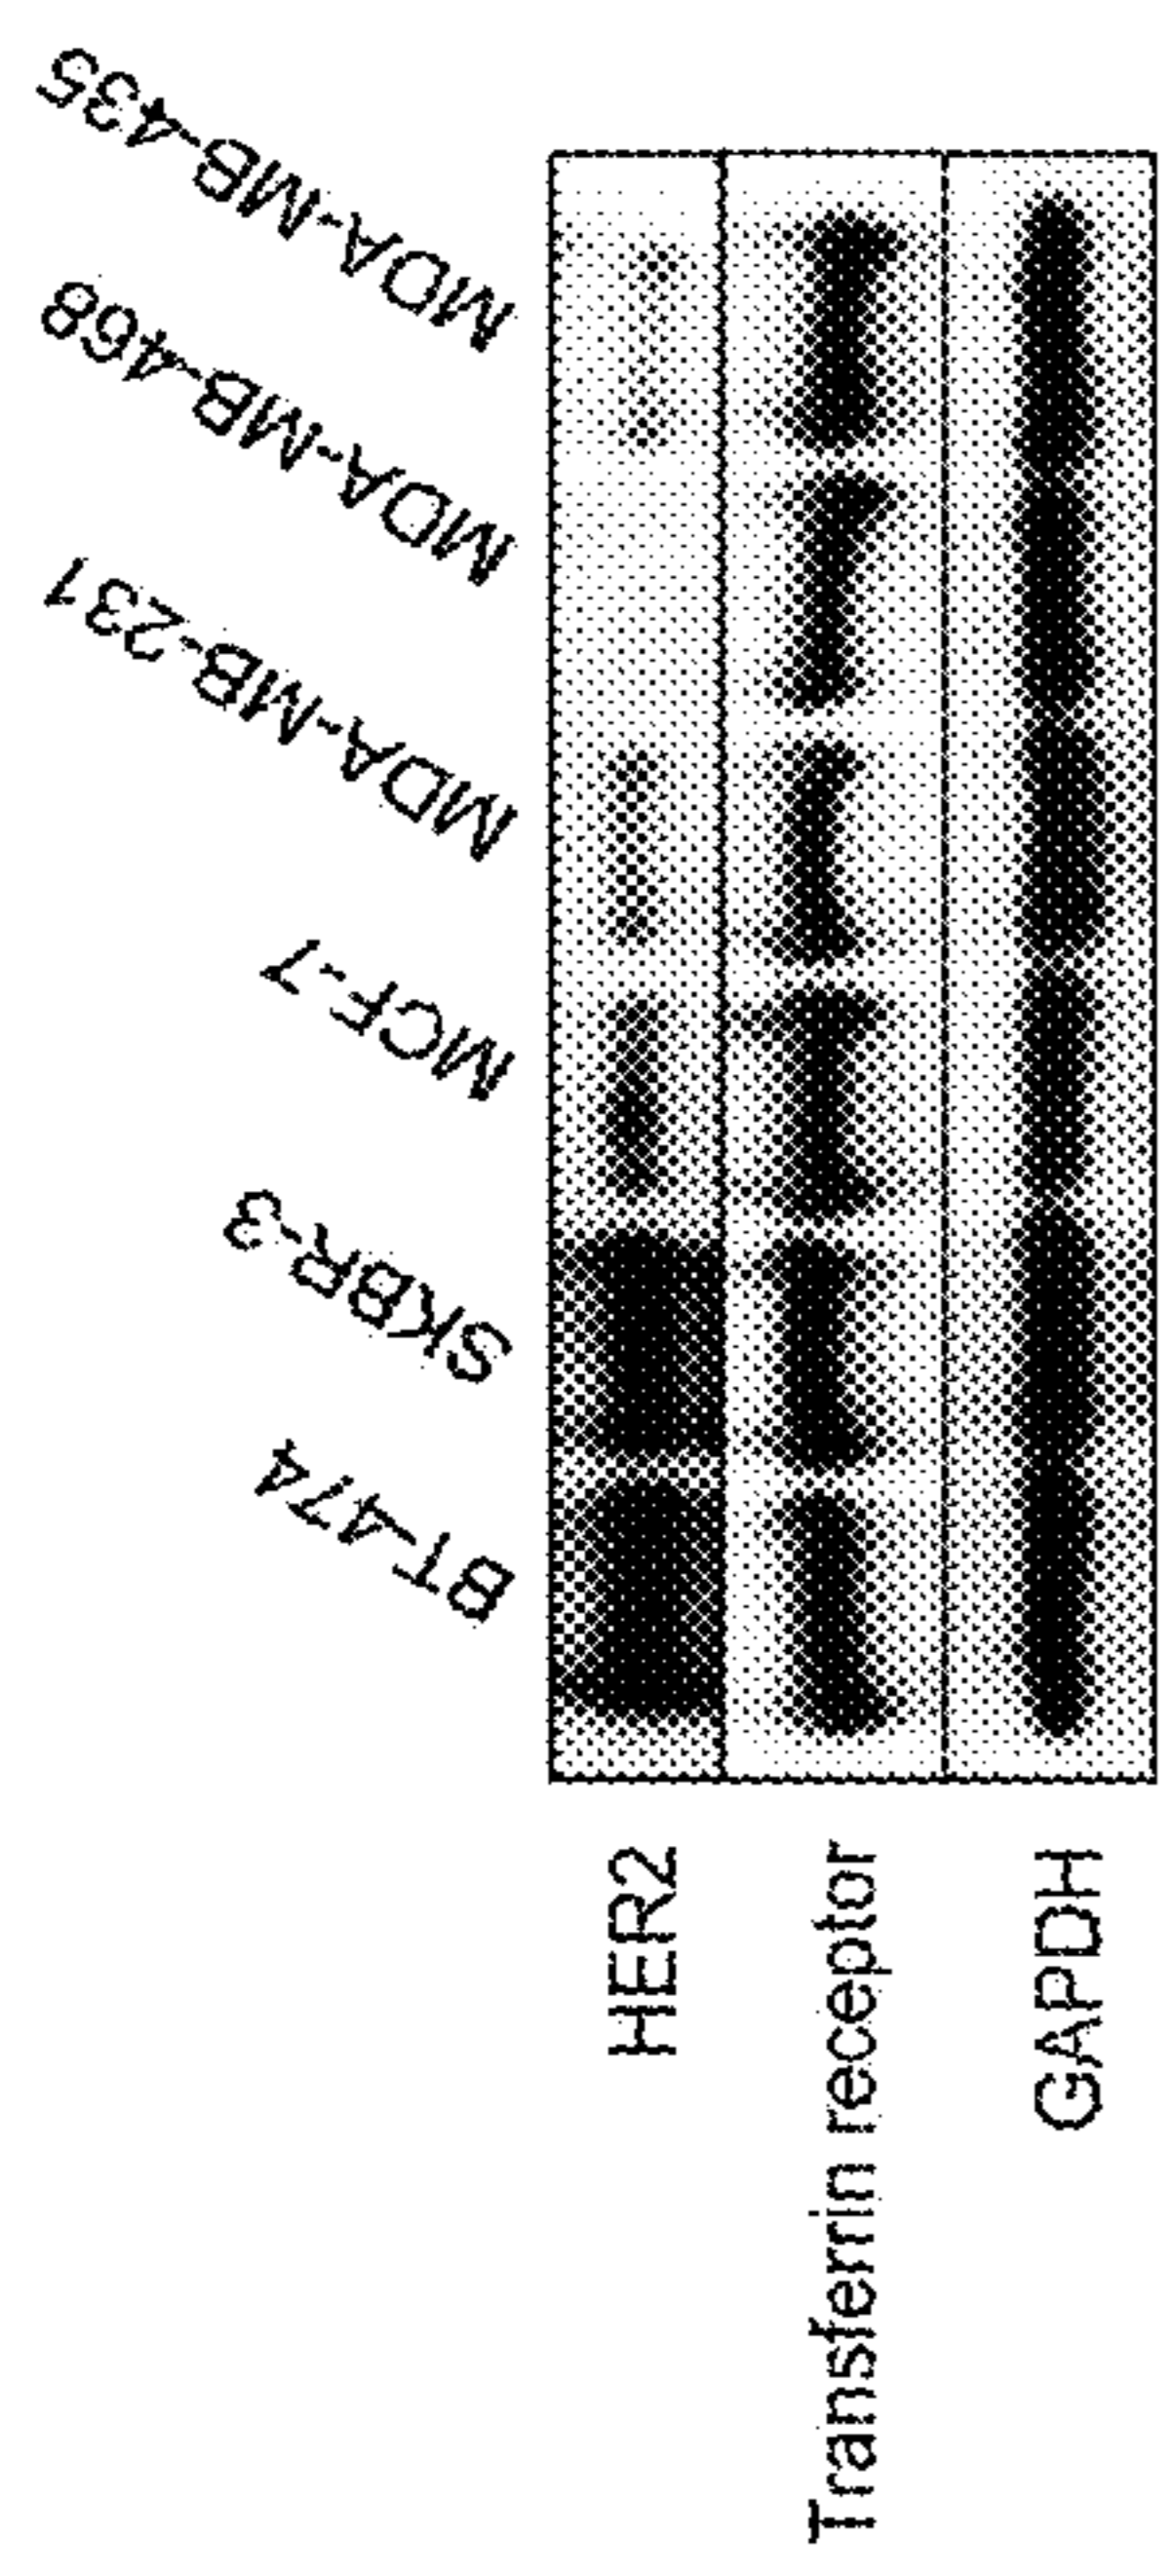 BT-474
SKBR-3
MCF-7
MDA-MB-231
MDA-MB-468
MDA-MB-435
HER2
Transferrin receptor
GAPDH